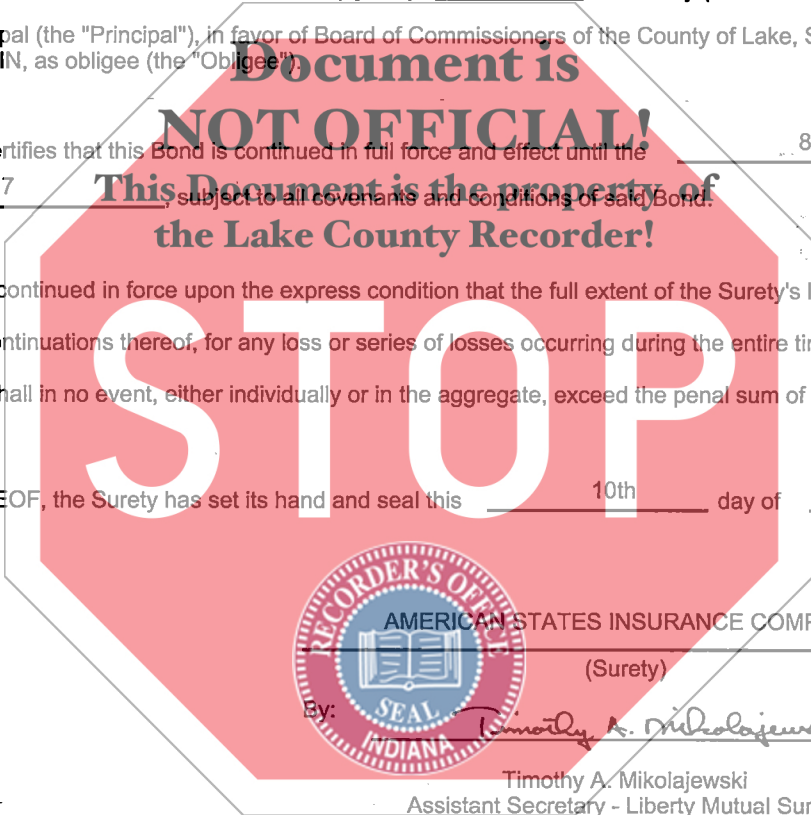 pal (the "Principal"), in favor of Board of Commissioners of the County of Lake, S
IN, as obligee (the "Obligee").
Document is
NOT OFFICIAL!
rtifies that this Bond is continued in full force and effect until the 8
This Document is the property of
7 , subject to all covenants and conditions of said Bond.
the Lake County Recorder!
continued in force upon the express condition that the full extent of the Surety's l
ntinuations thereof, for any loss or series of losses occurring during the entire ti
hall in no event, either individually or in the aggregate, exceed the penal sum of
STOP
EOF, the Surety has set its hand and seal this 10th day of
RECORDER'S OFFICE
AMERICAN STATES INSURANCE COMP
(Surety)
SEAL
By: Timothy A. Mikolajews
INDIANA
Timothy A. Mikolajewski
Assistant Secretary - Liberty Mutual Sur